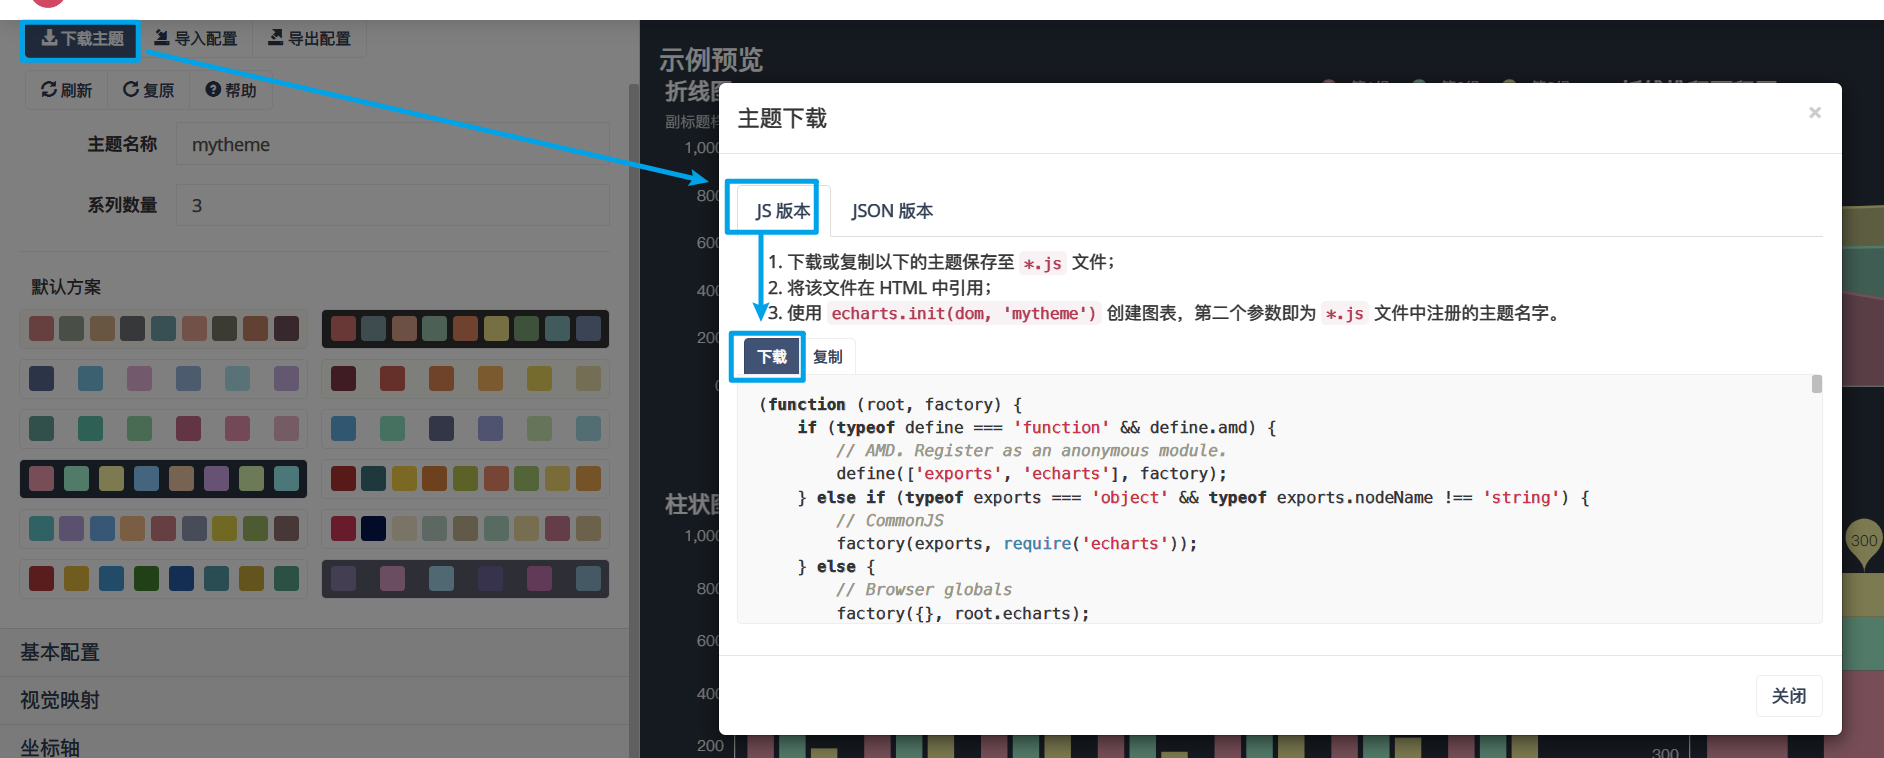 下载主题 导入配置 导出配置
刷新 复原 帮助
主题名称 mytheme
系列数量 3
默认方案
基本配置
视觉映射
坐标轴
示例预览
折线图
副标题样
1,000
800
600
400
200
0
柱状图
1,000
800
600
400
200
300
300
主题下载 ×
JS 版本 JSON 版本
1. 下载或复制以下的主题保存至 *.js 文件；
2. 将该文件在 HTML 中引用；
3. 使用 echarts.init(dom, 'mytheme') 创建图表，第二个参数即为 *.js 文件中注册的主题名字。
下载 复制
(function (root, factory) {
    if (typeof define === 'function' && define.amd) {
        // AMD. Register as an anonymous module.
        define(['exports', 'echarts'], factory);
    } else if (typeof exports === 'object' && typeof exports.nodeName !== 'string') {
        // CommonJS
        factory(exports, require('echarts'));
    } else {
        // Browser globals
        factory({}, root.echarts);
关闭